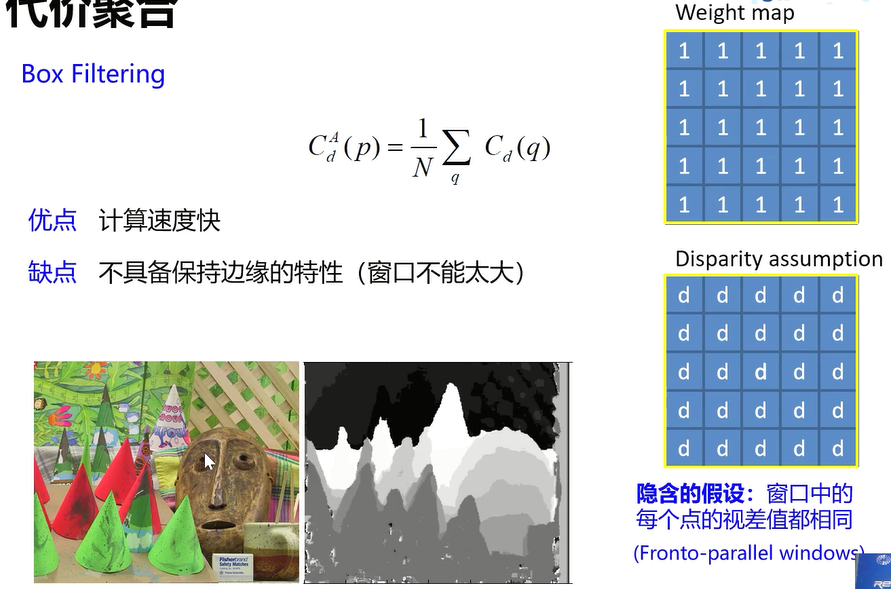 代价聚合
Box Filtering
C_d^A(p) = \frac{1}{N} \sum_q C_d(q)
优点 计算速度快
缺点 不具备保持边缘的特性（窗口不能太大）
Weight map
1 1 1 1 1
1 1 1 1 1
1 1 1 1 1
1 1 1 1 1
1 1 1 1 1
Disparity assumption
d d d d d
d d d d d
d d d d d
d d d d d
d d d d d
隐含的假设：窗口中的
每个点的视差值都相同
(Fronto-parallel windows)
Fisherbrand
Safety Matches